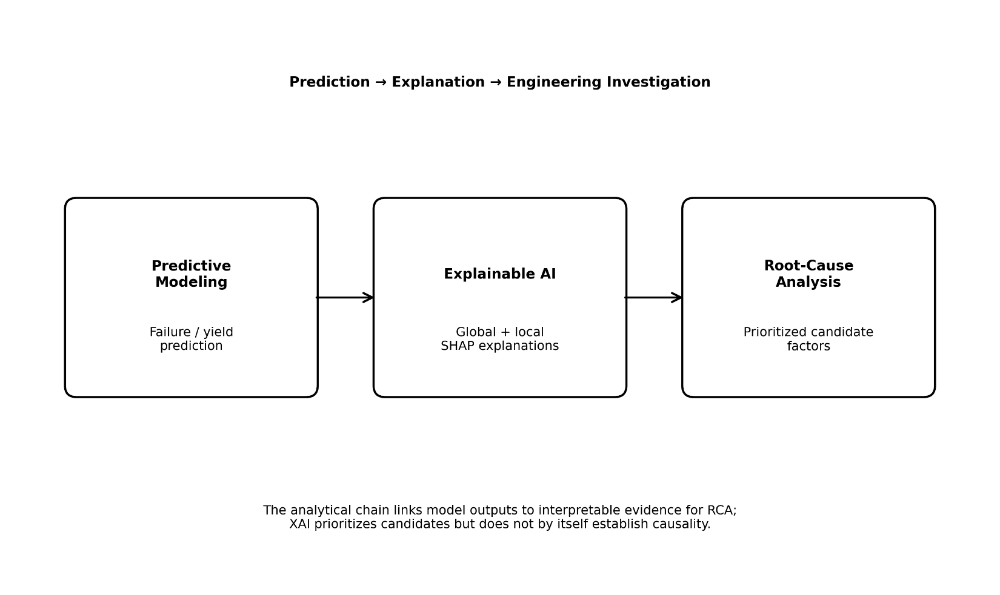 Prediction → Explanation → Engineering Investigation
Predictive
Modeling
Failure / yield
prediction
Explainable AI
Global + local
SHAP explanations
Root-Cause
Analysis
Prioritized candidate
factors
The analytical chain links model outputs to interpretable evidence for RCA;
XAI prioritizes candidates but does not by itself establish causality.